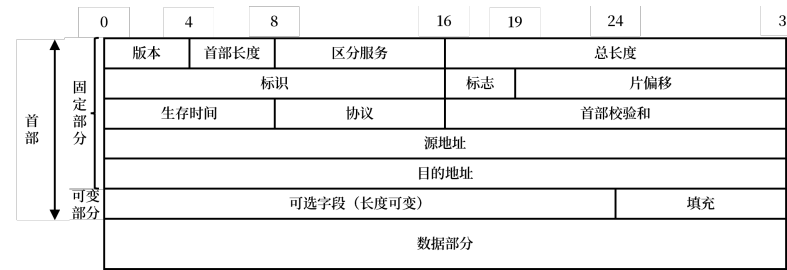 0 4 8 16 19 24 3
版本 首部长度 区分服务 总长度
标识 标志 片偏移
生存时间 协议 首部校验和
源地址
目的地址
可选字段（长度可变） 填充
数据部分
首部
固定部分
可变
部分